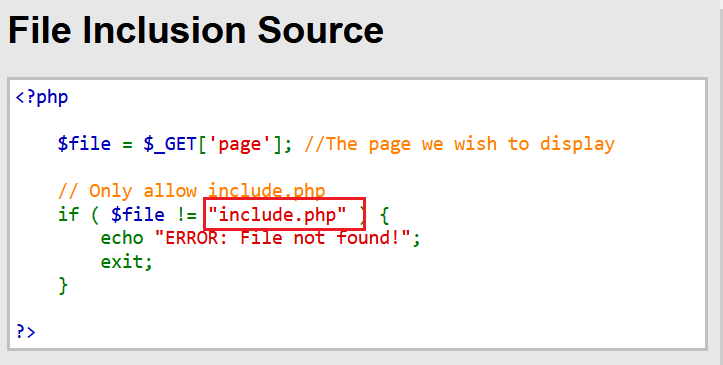 File Inclusion Source
<?php
$file = $_GET['page']; //The page we wish to display
// Only allow include.php
if ( $file != "include.php" ) {
echo "ERROR: File not found!";
exit;
}
?>